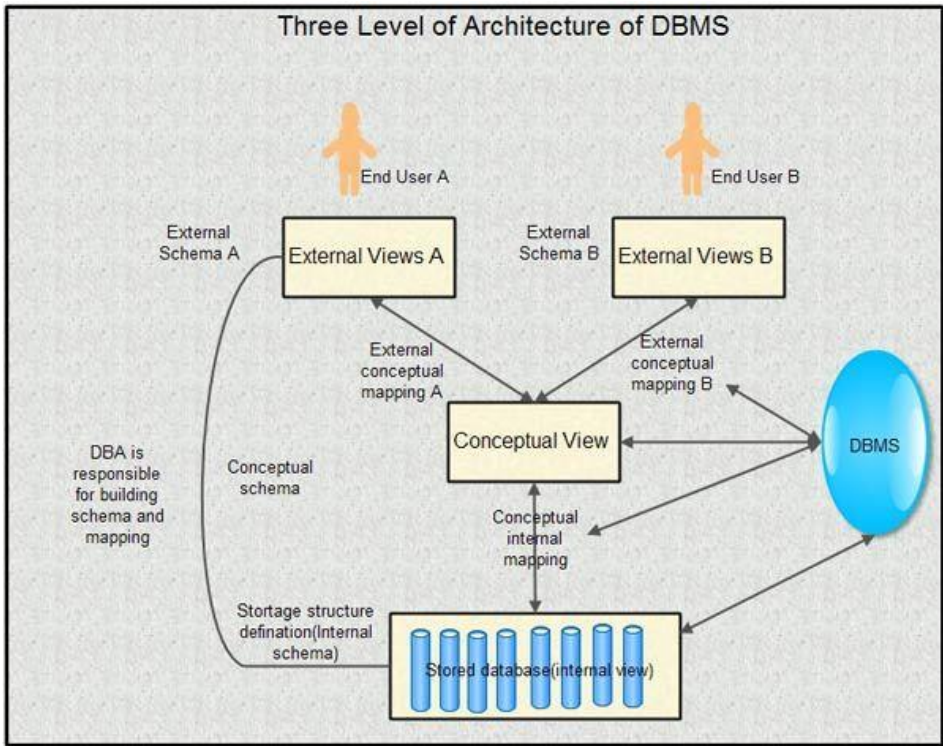 Three Level of Architecture of DBMS
End User A
End User B
External
Schema A
External Views A
External
Schema B
External Views B
External
conceptual
mapping A
External
conceptual
mapping B
Conceptual View
DBMS
DBA is
responsible
for building
schema and
mapping
Conceptual
schema
Conceptual
internal
mapping
Stortage structure
defination(Internal
schema)
Stored database(internal view)